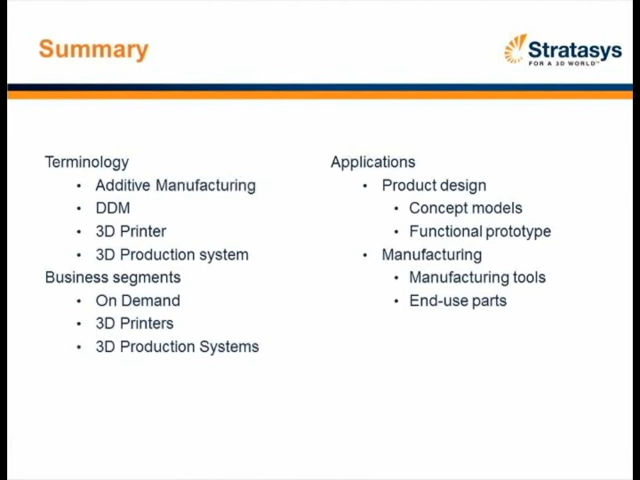 Summary
Stratasys
FOR A 3D WORLD™
Terminology
• Additive Manufacturing
• DDM
• 3D Printer
• 3D Production system
Business segments
• On Demand
• 3D Printers
• 3D Production Systems
Applications
• Product design
• Concept models
• Functional prototype
• Manufacturing
• Manufacturing tools
• End-use parts